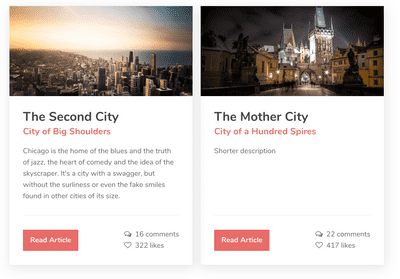 The Second City
City of Big Shoulders
Chicago is the home of the blues and the truth
of jazz, the heart of comedy and the idea of the
skyscraper. It's a city with a swagger, but
without the surliness or even the fake smiles
found in other cities of its size.
Read Article
16 comments
322 likes
The Mother City
City of a Hundred Spires
Shorter description
Read Article
22 comments
417 likes